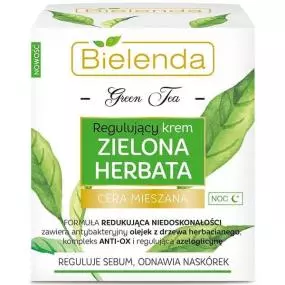 NOWOŚĆ
Bielenda
Green Tea
Regulujący krem
ZIELONA
HERBATA
CERA MIESZANA
NOC
FORMUŁA REDUKUJĄCA NIEDOSKONAŁOŚCI
zawiera antybakteryjny olejek z drzewa herbacianego,
kompleks ANTI-OX i regulującą azeloglicynę
REGULUJE SEBUM, ODNAWIA NASKÓREK